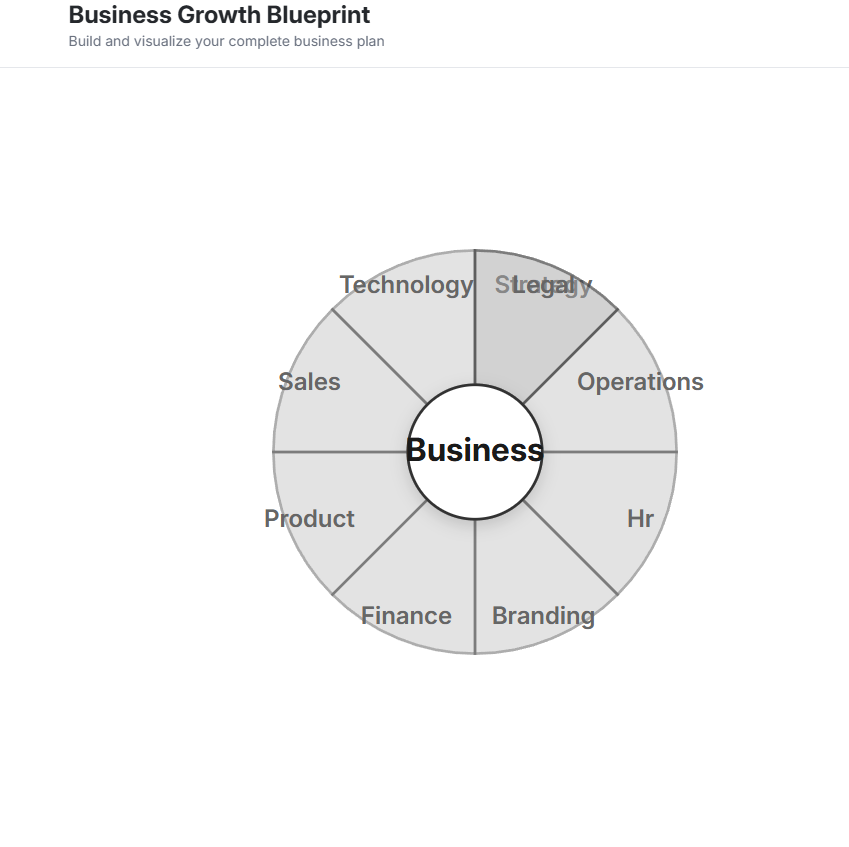 Business Growth Blueprint
Build and visualize your complete business plan
Technology
Strategy
Legal
Sales
Operations
Business
Product
Hr
Finance
Branding